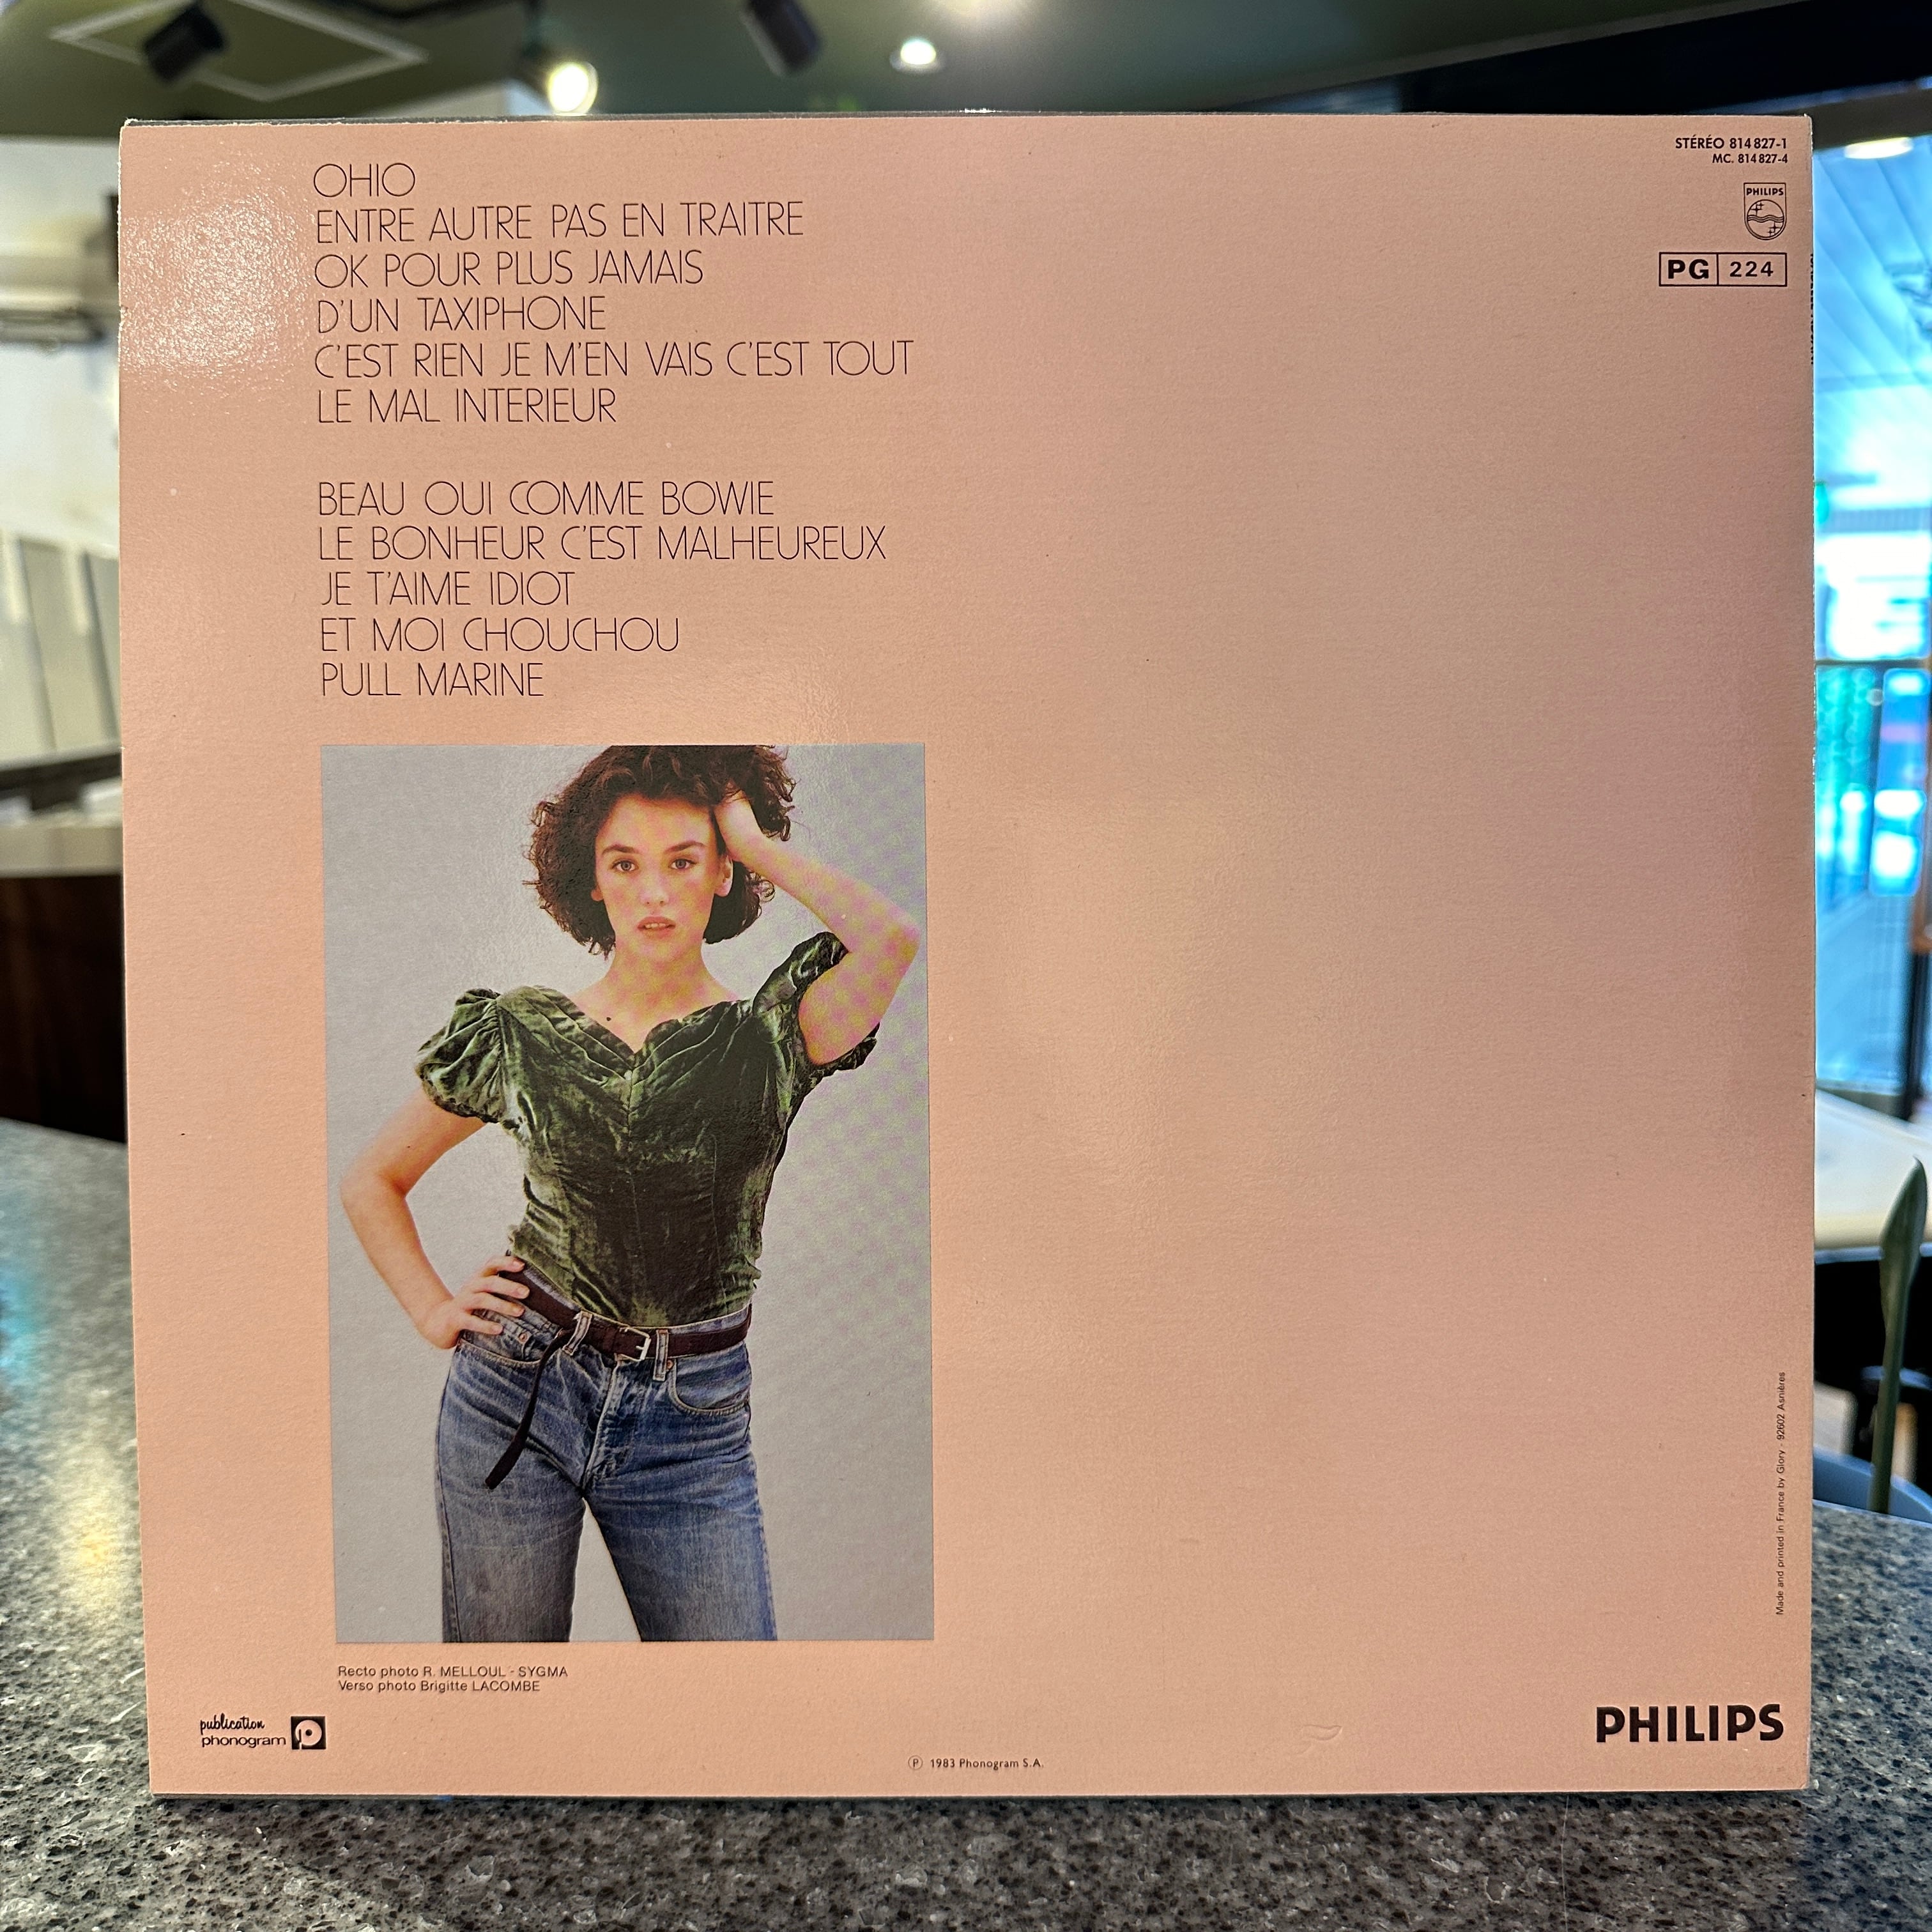 STÉRÉO 814 827-1
MC. 814 827-4
PHILIPS
PG 224
OHIO
ENTRE AUTRE PAS EN TRAITRE
OK POUR PLUS JAMAIS
D'UN TAXIPHONE
C'EST RIEN JE M'EN VAIS C'EST TOUT
LE MAL INTERIEUR
BEAU OUI COMME BOWIE
LE BONHEUR C'EST MALHEUREUX
JE T'AIME IDIOT
ET MOI CHOUCHOU
PULL MARINE
Made and printed in France by Glory - 92602 Asnières
Recto photo R. MELLOUL - SYGMA
Verso photo Brigitte LACOMBE
publication
phonogram
PHILIPS
Ⓟ 1983 Phonogram S.A.